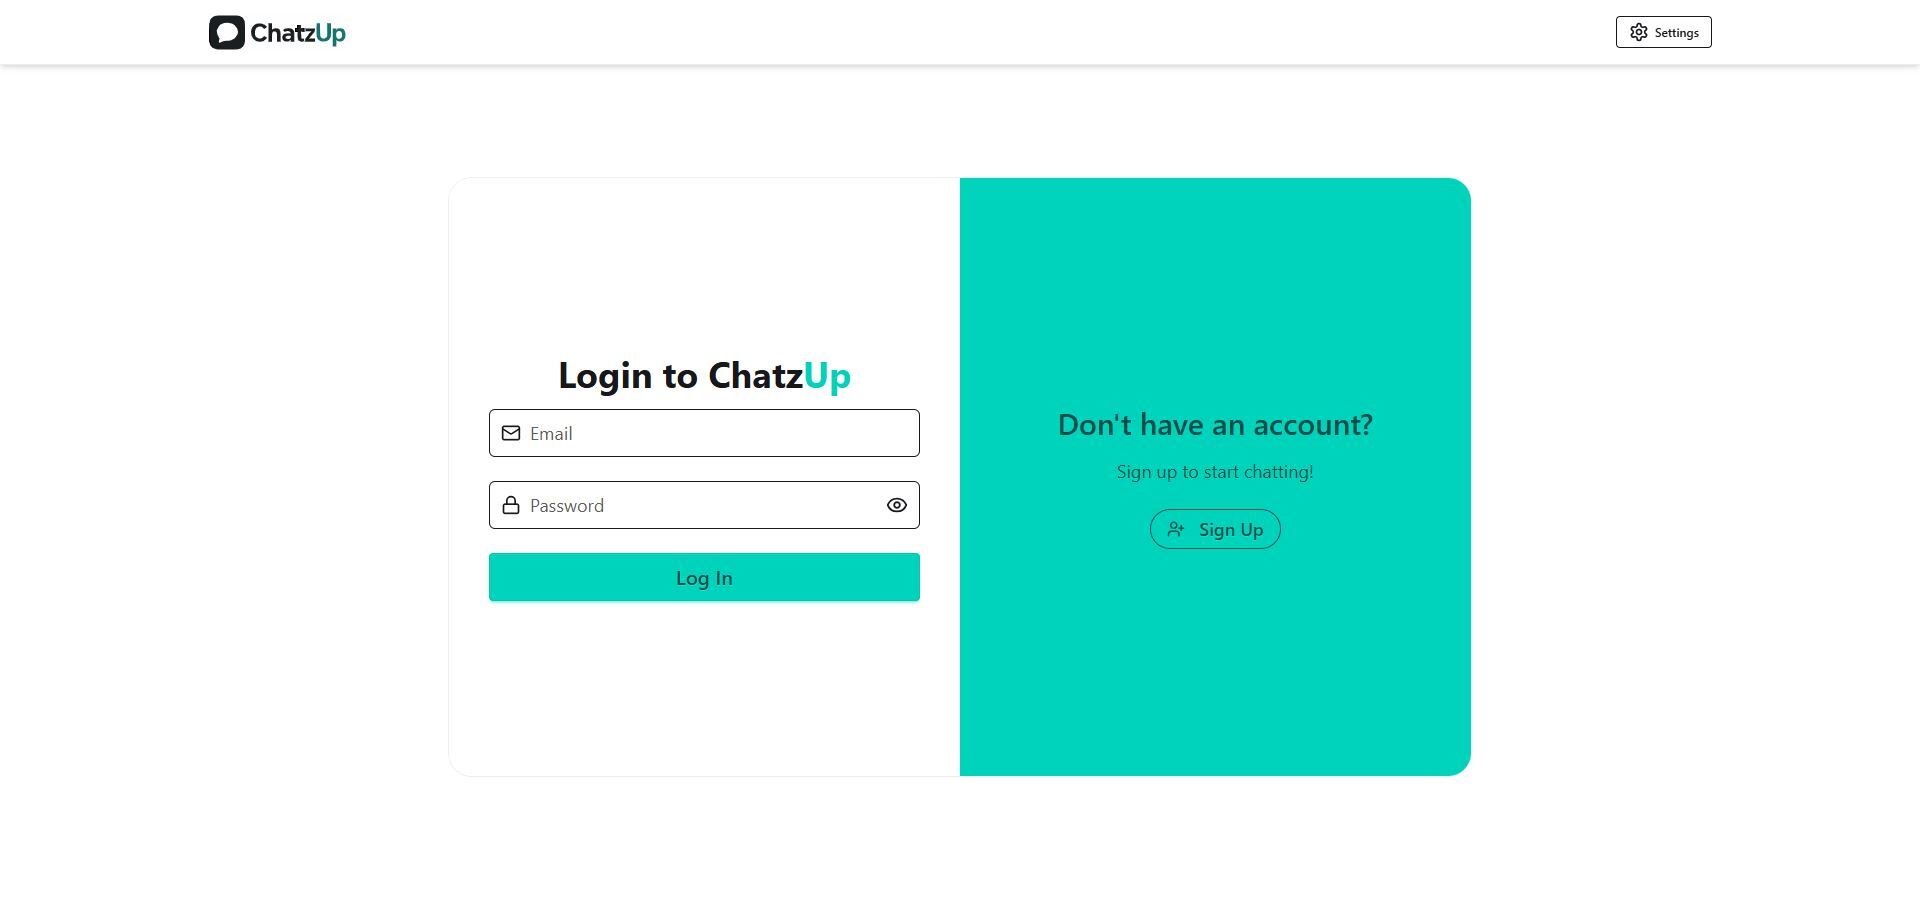 ChatzUp
Settings
Login to ChatzUp
Email
Password
Log In
Don't have an account?
Sign up to start chatting!
Sign Up